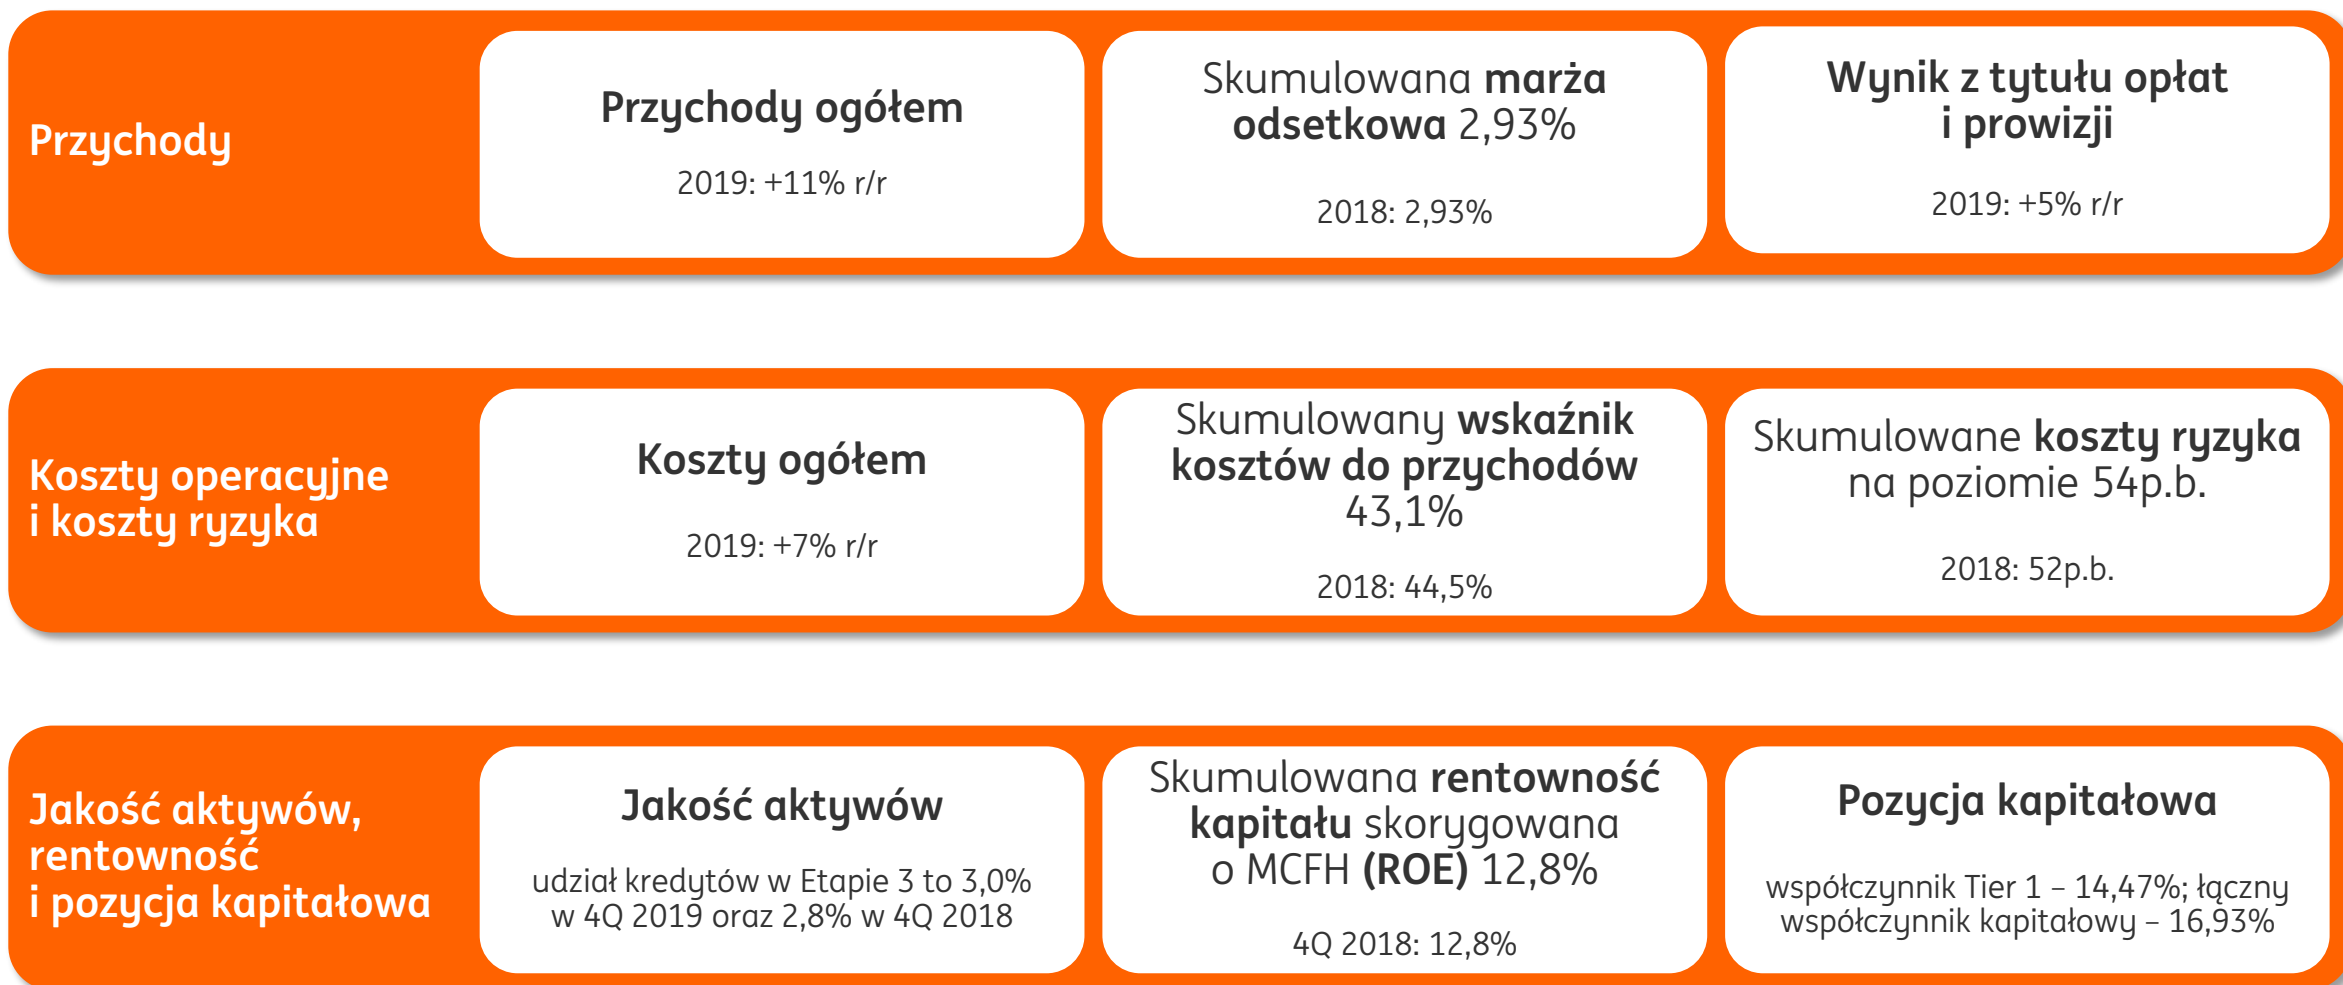 Przychody
Przychody ogółem
2019: +11% r/r
Skumulowana marża
odsetkowa 2,93%
2018: 2,93%
Wynik z tytułu opłat
i prowizji
2019: +5% r/r
Koszty operacyjne
i koszty ryzyka
Koszty ogółem
2019: +7% r/r
Skumulowany wskaźnik
kosztów do przychodów
43,1%
2018: 44,5%
Skumulowane koszty ryzyka
na poziomie 54p.b.
2018: 52p.b.
Jakość aktywów,
rentowność
i pozycja kapitałowa
Jakość aktywów
udział kredytów w Etapie 3 to 3,0%
w 4Q 2019 oraz 2,8% w 4Q 2018
Skumulowana rentowność
kapitału skorygowana
o MCFH (ROE) 12,8%
4Q 2018: 12,8%
Pozycja kapitałowa
współczynnik Tier 1 – 14,47%; łączny
współczynnik kapitałowy – 16,93%